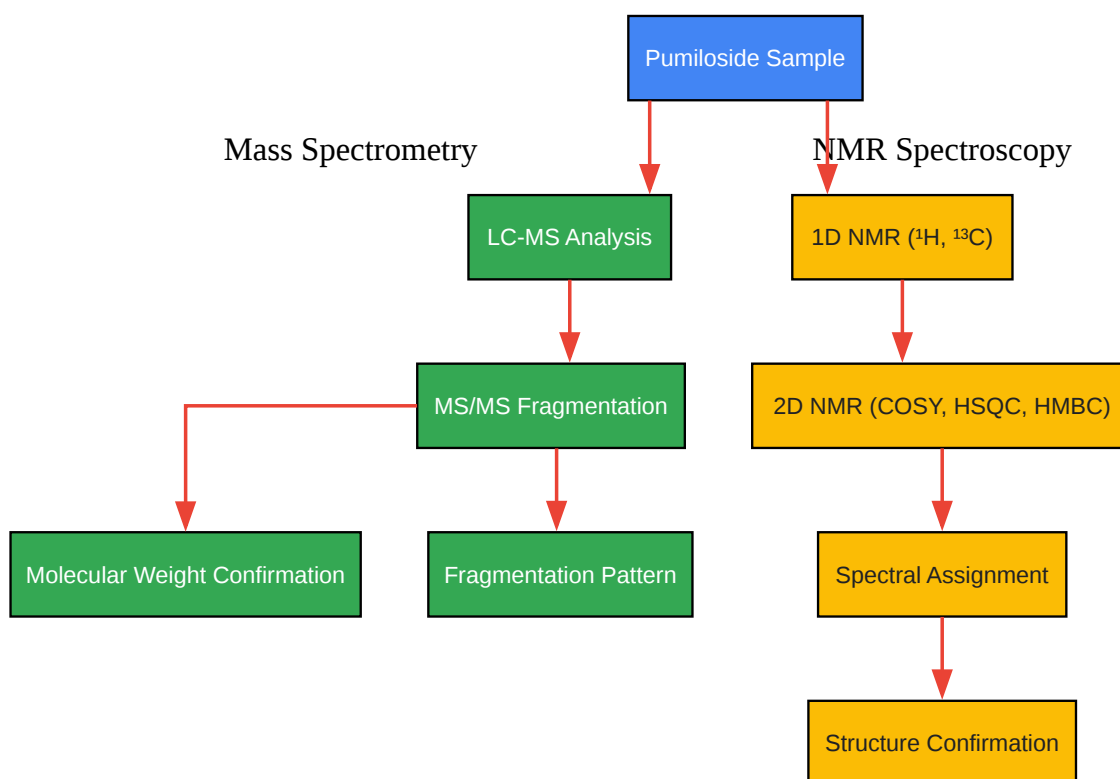 Pumiloside Sample
Mass Spectrometry
NMR Spectroscopy
LC-MS Analysis
1D NMR (¹H, ¹³C)
MS/MS Fragmentation
2D NMR (COSY, HSQC, HMBC)
Molecular Weight Confirmation
Fragmentation Pattern
Spectral Assignment
Structure Confirmation